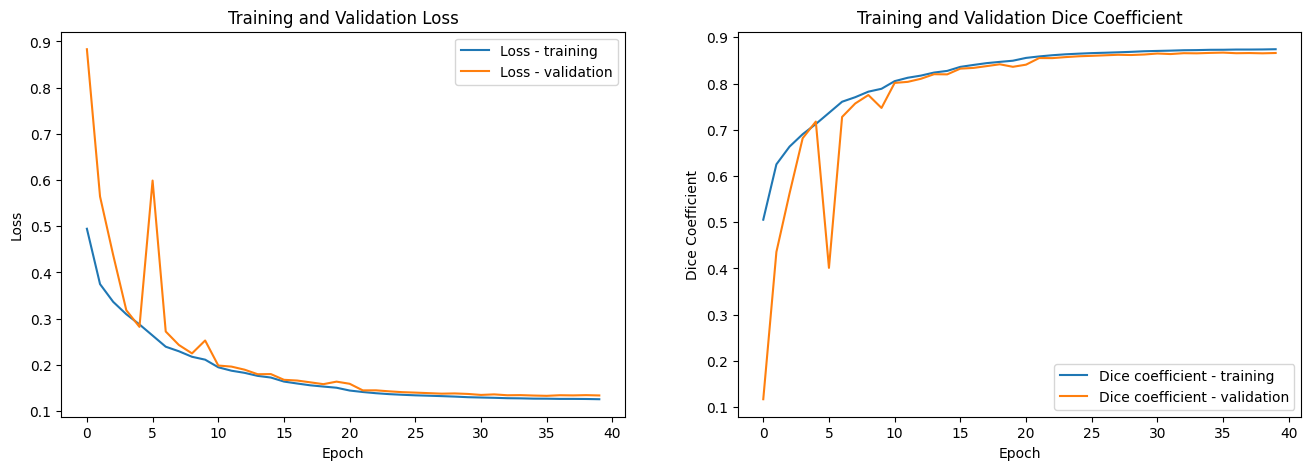 Training and Validation Loss
0.9
0.8
0.7
0.6
0.5
0.4
0.3
0.2
0.1
Loss
Loss - training
Loss - validation
0 5 10 15 20 25 30 35 40
Epoch
Training and Validation Dice Coefficient
0.9
0.8
0.7
0.6
0.5
0.4
0.3
0.2
0.1
Dice Coefficient
Dice coefficient - training
Dice coefficient - validation
0 5 10 15 20 25 30 35 40
Epoch